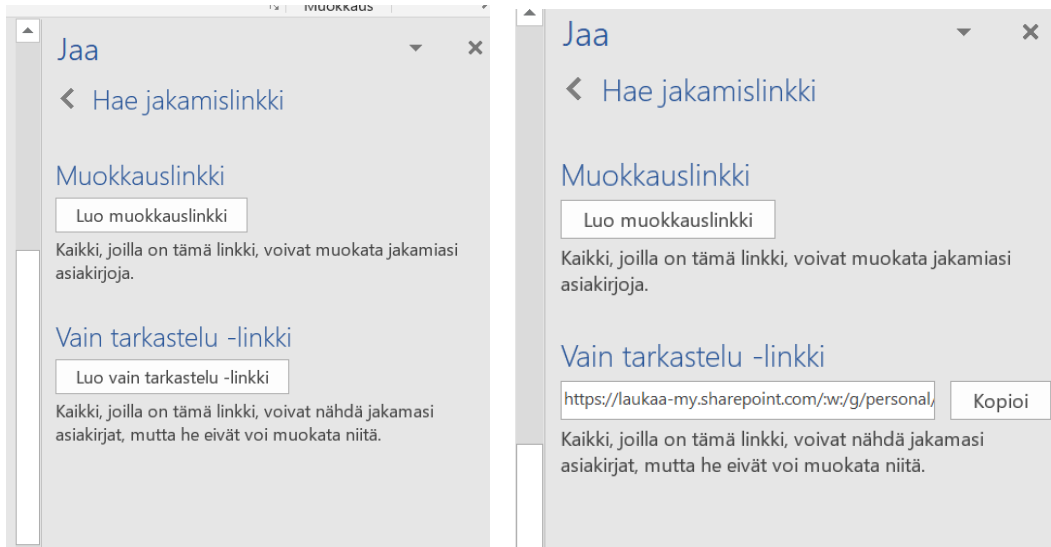 Muokkaus
Jaa
Hae jakamislinkki
Muokkauslinkki
Luo muokkauslinkki
Kaikki, joilla on tämä linkki, voivat muokata jakamiasi
asiakirjoja.
Vain tarkastelu -linkki
Luo vain tarkastelu -linkki
Kaikki, joilla on tämä linkki, voivat nähdä jakamasi
asiakirjat, mutta he eivät voi muokata niitä.
Jaa
Hae jakamislinkki
Muokkauslinkki
Luo muokkauslinkki
Kaikki, joilla on tämä linkki, voivat muokata jakamiasi
asiakirjoja.
Vain tarkastelu -linkki
https://laukaa-my.sharepoint.com/:w:/g/personal/ Kopioi
Kaikki, joilla on tämä linkki, voivat nähdä jakamasi
asiakirjat, mutta he eivät voi muokata niitä.